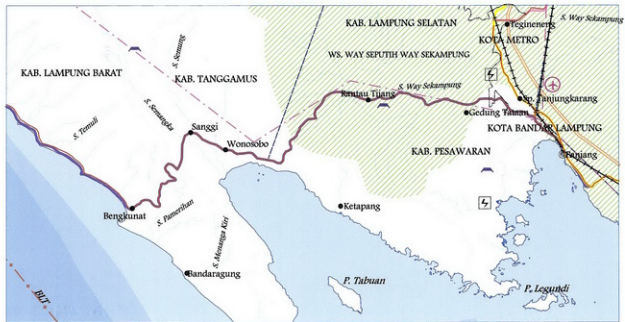 KAB. LAMPUNG SELATAN
S. Way Sekampung
Tegineneng
KOTA METRO
WS. WAY SEPUTIH WAY SEKAMPUNG
S. Semung
KAB. LAMPUNG BARAT
KAB. TANGGAMUS
S. Way Sekampung
Rantau Tijang
Sp. Tanjungkarang
S. Semangka
Gedung Tataan
S. Temuli
Sanggi
KOTA BANDAR LAMPUNG
Wonosobo
KAB. PESAWARAN
Panjang
Bengkunat
S. Pamerihan
Ketapang
S. Menanga Kiri
Bandaragung
P. Tabuan
P. Legundi
BLT